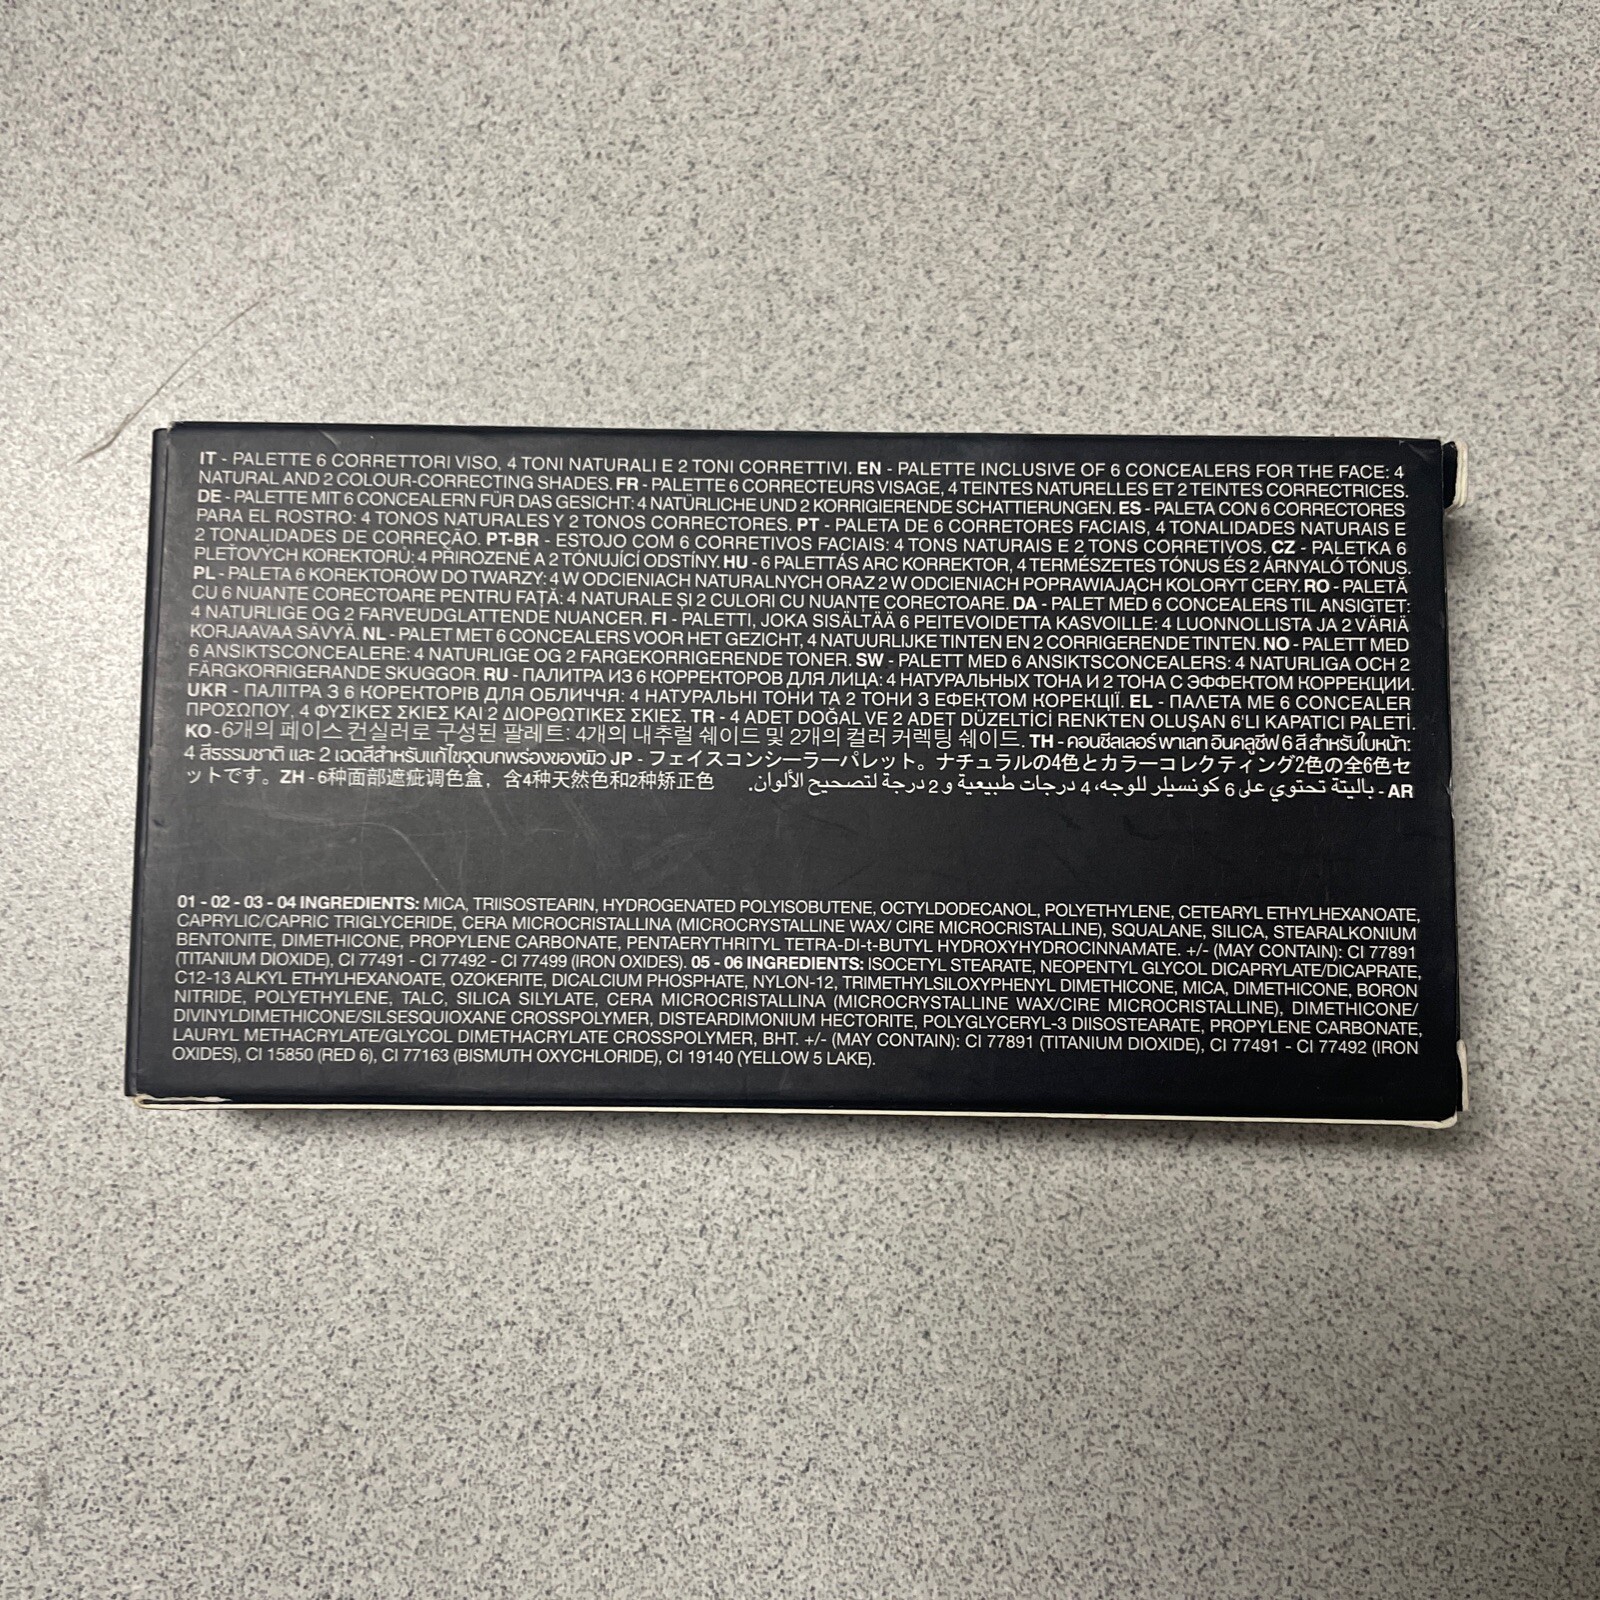 IT - PALETTE 6 CORRETTORI VISO, 4 TONI NATURALI E 2 TONI CORRETTIVI. EN - PALETTE INCLUSIVE OF 6 CONCEALERS FOR THE FACE: 4
NATURAL AND 2 COLOUR-CORRECTING SHADES. FR - PALETTE 6 CORRECTEURS VISAGE, 4 TEINTES NATURELLES ET 2 TEINTES CORRECTRICES.
DE - PALETTE MIT 6 CONCEALERN FÜR DAS GESICHT: 4 NATÜRLICHE UND 2 KORRIGIERENDE SCHATTIERUNGEN. ES - PALETA CON 6 CORRECTORES
PARA EL ROSTRO: 4 TONOS NATURALES Y 2 TONOS CORRECTORES. PT - PALETA DE 6 CORRETORES FACIAIS, 4 TONALIDADES NATURAIS E
2 TONALIDADES DE CORREÇÃO. PT-BR - ESTOJO COM 6 CORRETIVOS FACIAIS: 4 TONS NATURAIS E 2 TONS CORRETIVOS. CZ - PALETKA 6
PLEŤOVÝCH KOREKTORŮ: 4 PŘIROZENÉ A 2 TÓNUJÍCÍ ODSTÍNY. HU - 6 PALETTÁS ARC KORREKTOR, 4 TERMÉSZETES TÓNUS ÉS 2 ÁRNYALÓ TÓNUS.
PL - PALETA 6 KOREKTORÓW DO TWARZY: 4 W ODCIENIACH NATURALNYCH ORAZ 2 W ODCIENIACH POPRAWIAJĄCH KOLORYT CERY. RO - PALETĂ
CU 6 NUANȚE CORECTOARE PENTRU FAȚĂ: 4 NATURALE ȘI 2 CULORI CU NUANȚE CORECTOARE. DA - PALET MED 6 CONCEALERS TIL ANSIGTET:
4 NATURLIGE OG 2 FARVEUDGLATTENDE NUANCER. FI - PALETTI, JOKA SISÄLTÄÄ 6 PEITEVOIDETTA KASVOILLE: 4 LUONNOLLISTA JA 2 VÄRIÄ
KORJAAVAA SÄVYÄ. NL - PALET MET 6 CONCEALERS VOOR HET GEZICHT, 4 NATUURLIJKE TINTEN EN 2 CORRIGERENDE TINTEN. NO - PALETT MED
6 ANSIKTSCONCEALERE: 4 NATURLIGE OG 2 FARGEKORRIGERENDE TONER. SW - PALETT MED 6 ANSIKTSCONCEALERS: 4 NATURLIGA OCH 2
FÄRGKORRIGERANDE SKUGGOR. RU - ПАЛИТРА ИЗ 6 КОРРЕКТОРОВ ДЛЯ ЛИЦА: 4 НАТУРАЛЬНЫХ ТОНА И 2 ТОНА С ЭФФЕКТОМ КОРРЕКЦИИ.
UKR - ПАЛІТРА З 6 КОРЕКТОРІВ ДЛЯ ОБЛИЧЧЯ: 4 НАТУРАЛЬНІ ТОНИ ТА 2 ТОНИ З ЕФЕКТОМ КОРЕКЦІЇ. EL - ΠΑΛΕΤΑ ΜΕ 6 CONCEALER
ΠΡΟΣΩΠΟΥ, 4 ΦΥΣΙΚΕΣ ΣΚΙΕΣ ΚΑΙ 2 ΔΙΟΡΘΩΤΙΚΕΣ ΣΚΙΕΣ. TR - 4 ADET DOĞAL VE 2 ADET DÜZELTİCİ RENKTEN OLUŞAN 6'LI KAPATICI PALETİ.
KO - 6개의 페이스 컨실러로 구성된 팔레트: 4개의 내추럴 쉐이드 및 2개의 컬러 커렉팅 쉐이드. TH - คอนซีลเลอร์ พาเลท อินคลูซีฟ 6 สี สำหรับใบหน้า:
4 สีธรรมชาติ และ 2 เฉดสีสำหรับแก้ไขจุดบกพร่องของผิว JP - フェイスコンシーラーパレット。ナチュラルの4色とカラーコレクティング2色の全6色セ
ットです。ZH - 6种面部遮疵调色盒，含4种天然色和2种矫正色 AR - باليتة تحتوي على 6 كونسيلر للوجه، 4 درجات طبيعية و 2 درجة لتصحيح الألوان.
01 - 02 - 03 - 04 INGREDIENTS: MICA, TRIISOSTEARIN, HYDROGENATED POLYISOBUTENE, OCTYLDODECANOL, POLYETHYLENE, CETEARYL ETHYLHEXANOATE,
CAPRYLIC/CAPRIC TRIGLYCERIDE, CERA MICROCRISTALLINA (MICROCRYSTALLINE WAX/ CIRE MICROCRISTALLINE), SQUALANE, SILICA, STEARALKONIUM
BENTONITE, DIMETHICONE, PROPYLENE CARBONATE, PENTAERYTHRITYL TETRA-DI-t-BUTYL HYDROXYHYDROCINNAMATE. +/- (MAY CONTAIN): CI 77891
(TITANIUM DIOXIDE), CI 77491 - CI 77492 - CI 77499 (IRON OXIDES). 05 - 06 INGREDIENTS: ISOCETYL STEARATE, NEOPENTYL GLYCOL DICAPRYLATE/DICAPRATE,
C12-13 ALKYL ETHYLHEXANOATE, OZOKERITE, DICALCIUM PHOSPHATE, NYLON-12, TRIMETHYLSILOXYPHENYL DIMETHICONE, MICA, DIMETHICONE, BORON
NITRIDE, POLYETHYLENE, TALC, SILICA SILYLATE, CERA MICROCRISTALLINA (MICROCRYSTALLINE WAX/CIRE MICROCRISTALLINE), DIMETHICONE/
DIVINYLDIMETHICONE/SILSESQUIOXANE CROSSPOLYMER, DISTEARDIMONIUM HECTORITE, POLYGLYCERYL-3 DIISOSTEARATE, PROPYLENE CARBONATE,
LAURYL METHACRYLATE/GLYCOL DIMETHACRYLATE CROSSPOLYMER, BHT. +/- (MAY CONTAIN): CI 77891 (TITANIUM DIOXIDE), CI 77491 - CI 77492 (IRON
OXIDES), CI 15850 (RED 6), CI 77163 (BISMUTH OXYCHLORIDE), CI 19140 (YELLOW 5 LAKE).